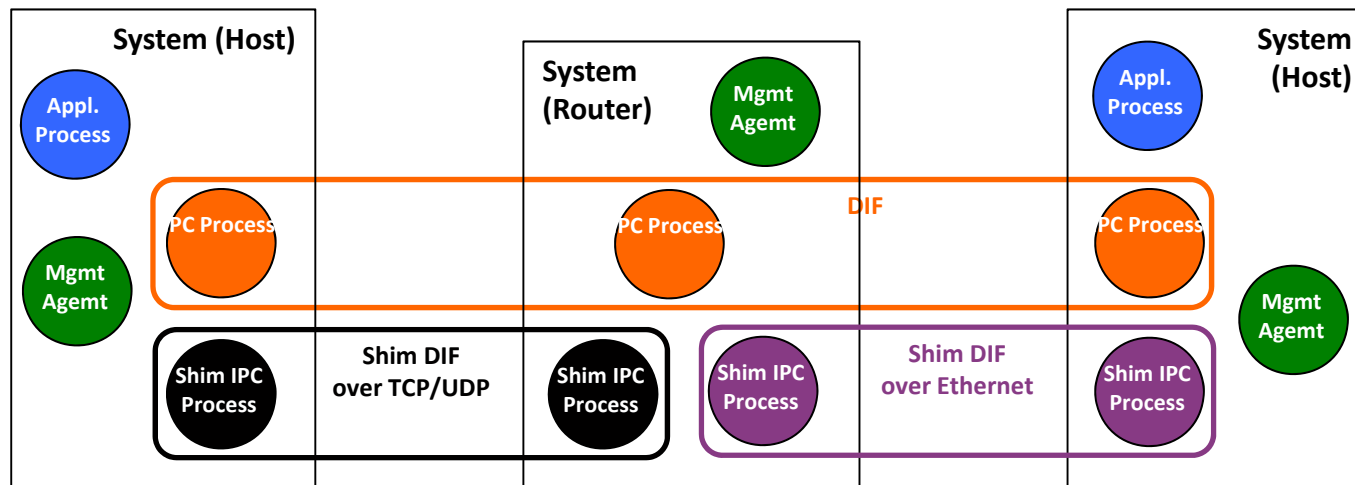 System (Host)
Appl.
Process
Mgmt
Agemt
PC Process
Shim IPC
Process
Shim DIF
over TCP/UDP
System
(Router)
Mgmt
Agemt
PC Process
DIF
Shim IPC
Process
Shim IPC
Process
Shim DIF
over Ethernet
System
(Host)
Appl.
Process
PC Process
Mgmt
Agemt
Shim IPC
Process